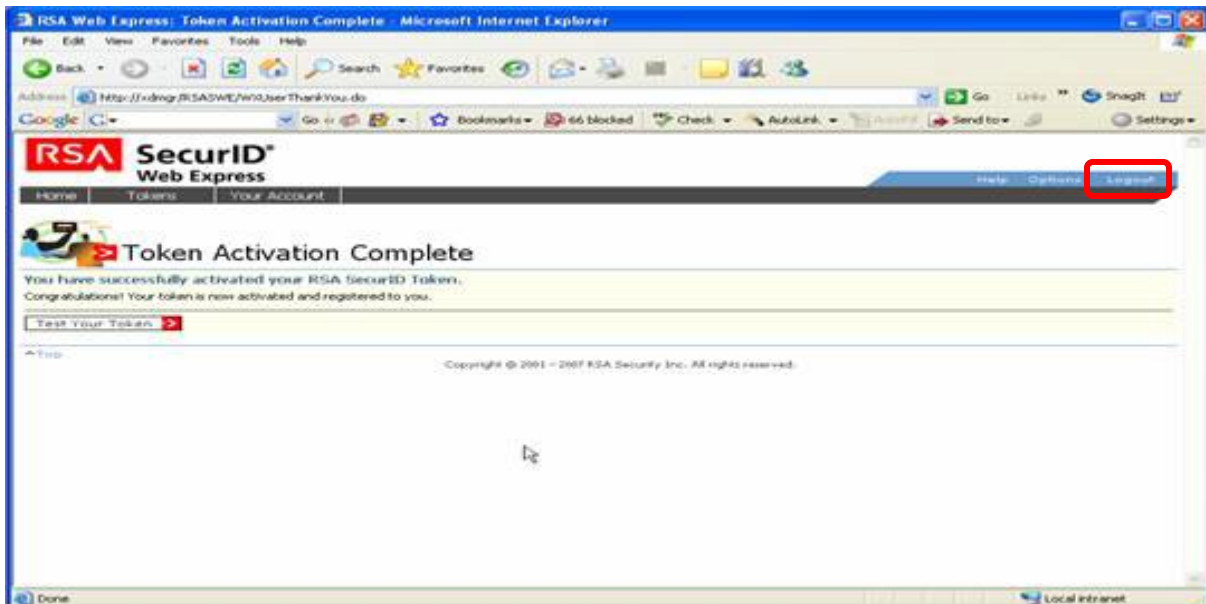 RSA Web Express: Token Activation Complete - Microsoft Internet Explorer
File Edit View Favorites Tools Help
Back Search Favorites
Address http://xdmgr/RSASWE/WXUserThankYou.do Go Links SnagIt
Google Go Bookmarks 66 blocked Check AutoLink Send to Settings
RSA SecurID®
Web Express
Help Options Logout
Home Tokens Your Account
Token Activation Complete
You have successfully activated your RSA SecurID Token.
Congratulations! Your token is now activated and registered to you.
Test Your Token
Top
Copyright © 2001 - 2007 RSA Security Inc. All rights reserved.
Done Local intranet